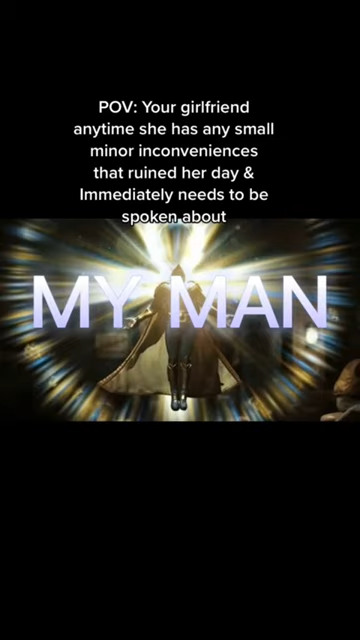 POV: Your girlfriend
anytime she has any small
minor inconveniences
that ruined her day &
Immediately needs to be
spoken about
MY MAN